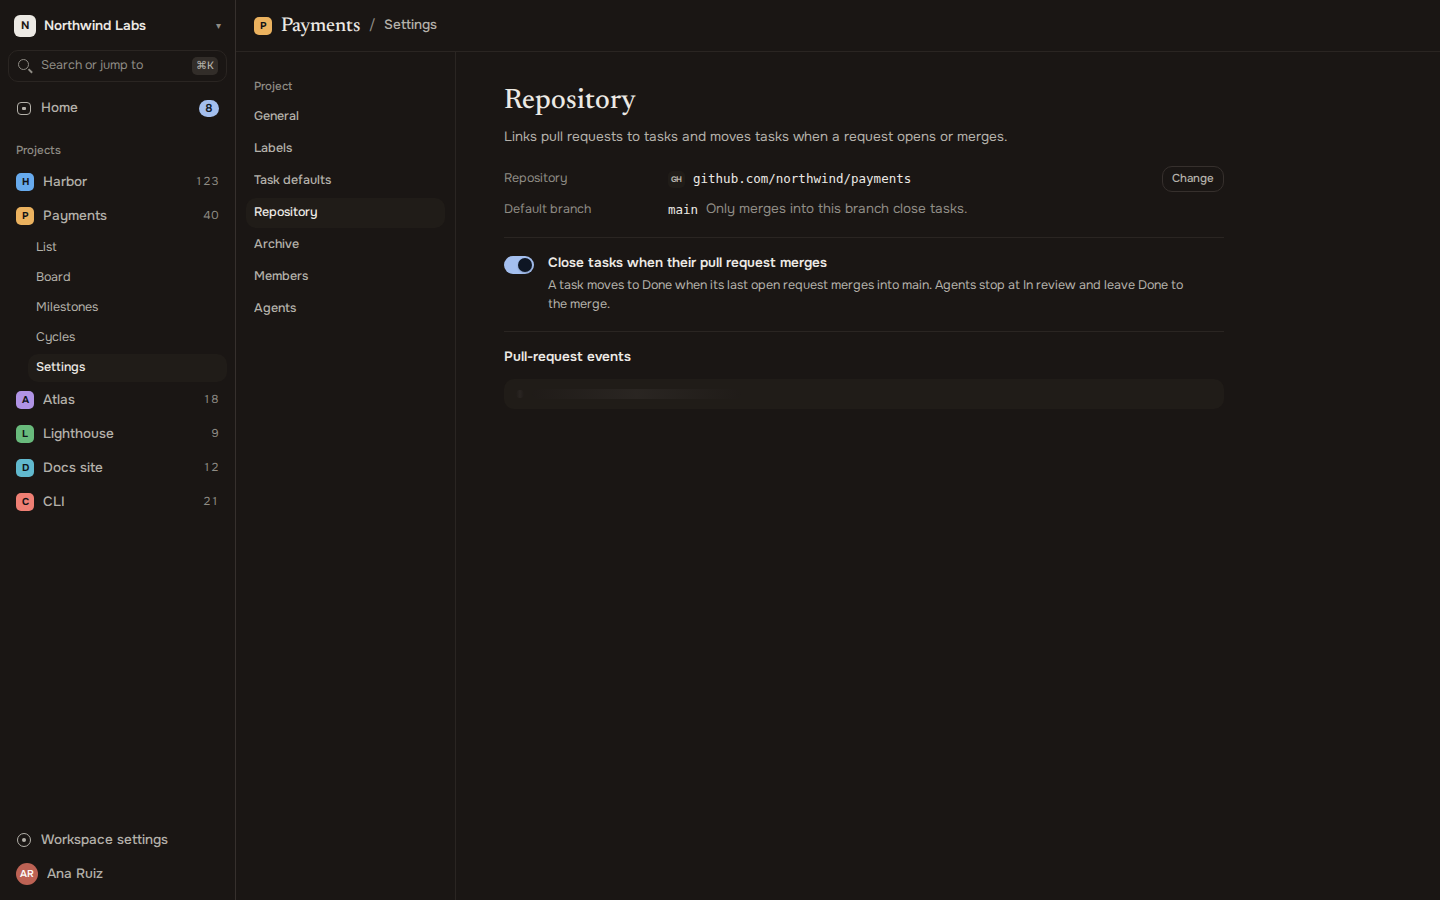 N Northwind Labs
Search or jump to ⌘K
Home 8
Projects
H Harbor 123
P Payments 40
List
Board
Milestones
Cycles
Settings
A Atlas 18
L Lighthouse 9
D Docs site 12
C CLI 21
Workspace settings
AR Ana Ruiz
P Payments / Settings
Project
General
Labels
Task defaults
Repository
Archive
Members
Agents
Repository
Links pull requests to tasks and moves tasks when a request opens or merges.
Repository GH github.com/northwind/payments Change
Default branch main Only merges into this branch close tasks.
Close tasks when their pull request merges
A task moves to Done when its last open request merges into main. Agents stop at In review and leave Done to
the merge.
Pull-request events